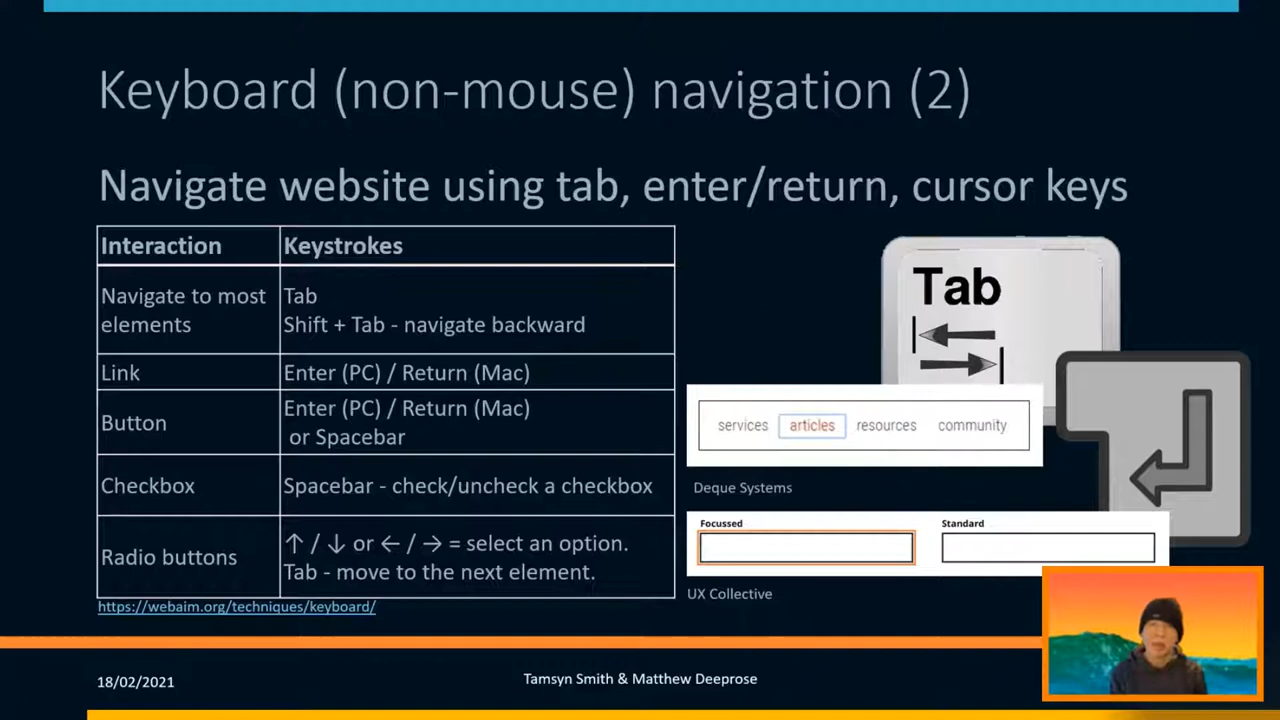 Keyboard (non-mouse) navigation (2)
Navigate website using tab, enter/return, cursor keys
Interaction Keystrokes
Navigate to most
elements
Tab
Shift + Tab - navigate backward
Link Enter (PC) / Return (Mac)
Button
Enter (PC) / Return (Mac)
or Spacebar
Checkbox Spacebar - check/uncheck a checkbox
Radio buttons
↑ / ↓ or ← / → = select an option.
Tab - move to the next element.
https://webaim.org/techniques/keyboard/
Tab
services articles resources community
Deque Systems
Focussed Standard
UX Collective
18/02/2021
Tamsyn Smith & Matthew Deeprose